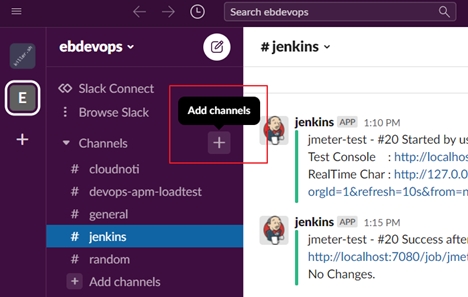 Search ebdevops
ebdevops
# jenkins
E
Slack Connect
Browse Slack
Add channels
Channels
# cloudnoti
# devops-apm-loadtest
# general
# jenkins
# random
Add channels
jenkins APP 1:10 PM
jmeter-test - #20 Started by us
Test Console : http://localhos
RealTime Char : http://127.0.0
orgId=1&refresh=10s&from=n
jenkins APP 1:15 PM
jmeter-test - #20 Success after
http://localhost:7080/job/jmet
No Changes.